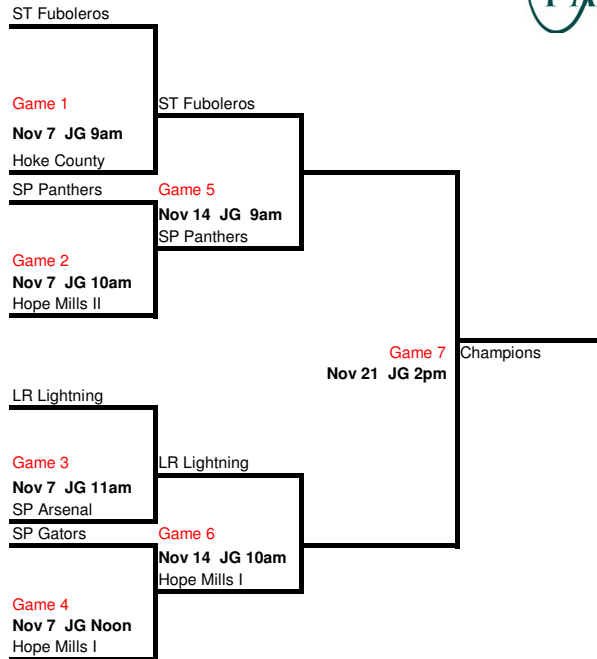 ST Fuboleros
Game 1
Nov 7 JG 9am
Hoke County
ST Fuboleros
SP Panthers
Game 2
Nov 7 JG 10am
Hope Mills II
Game 5
Nov 14 JG 9am
SP Panthers
Game 7
Nov 21 JG 2pm
Champions
LR Lightning
Game 3
Nov 7 JG 11am
SP Arsenal
LR Lightning
SP Gators
Game 4
Nov 7 JG Noon
Hope Mills I
Game 6
Nov 14 JG 10am
Hope Mills I